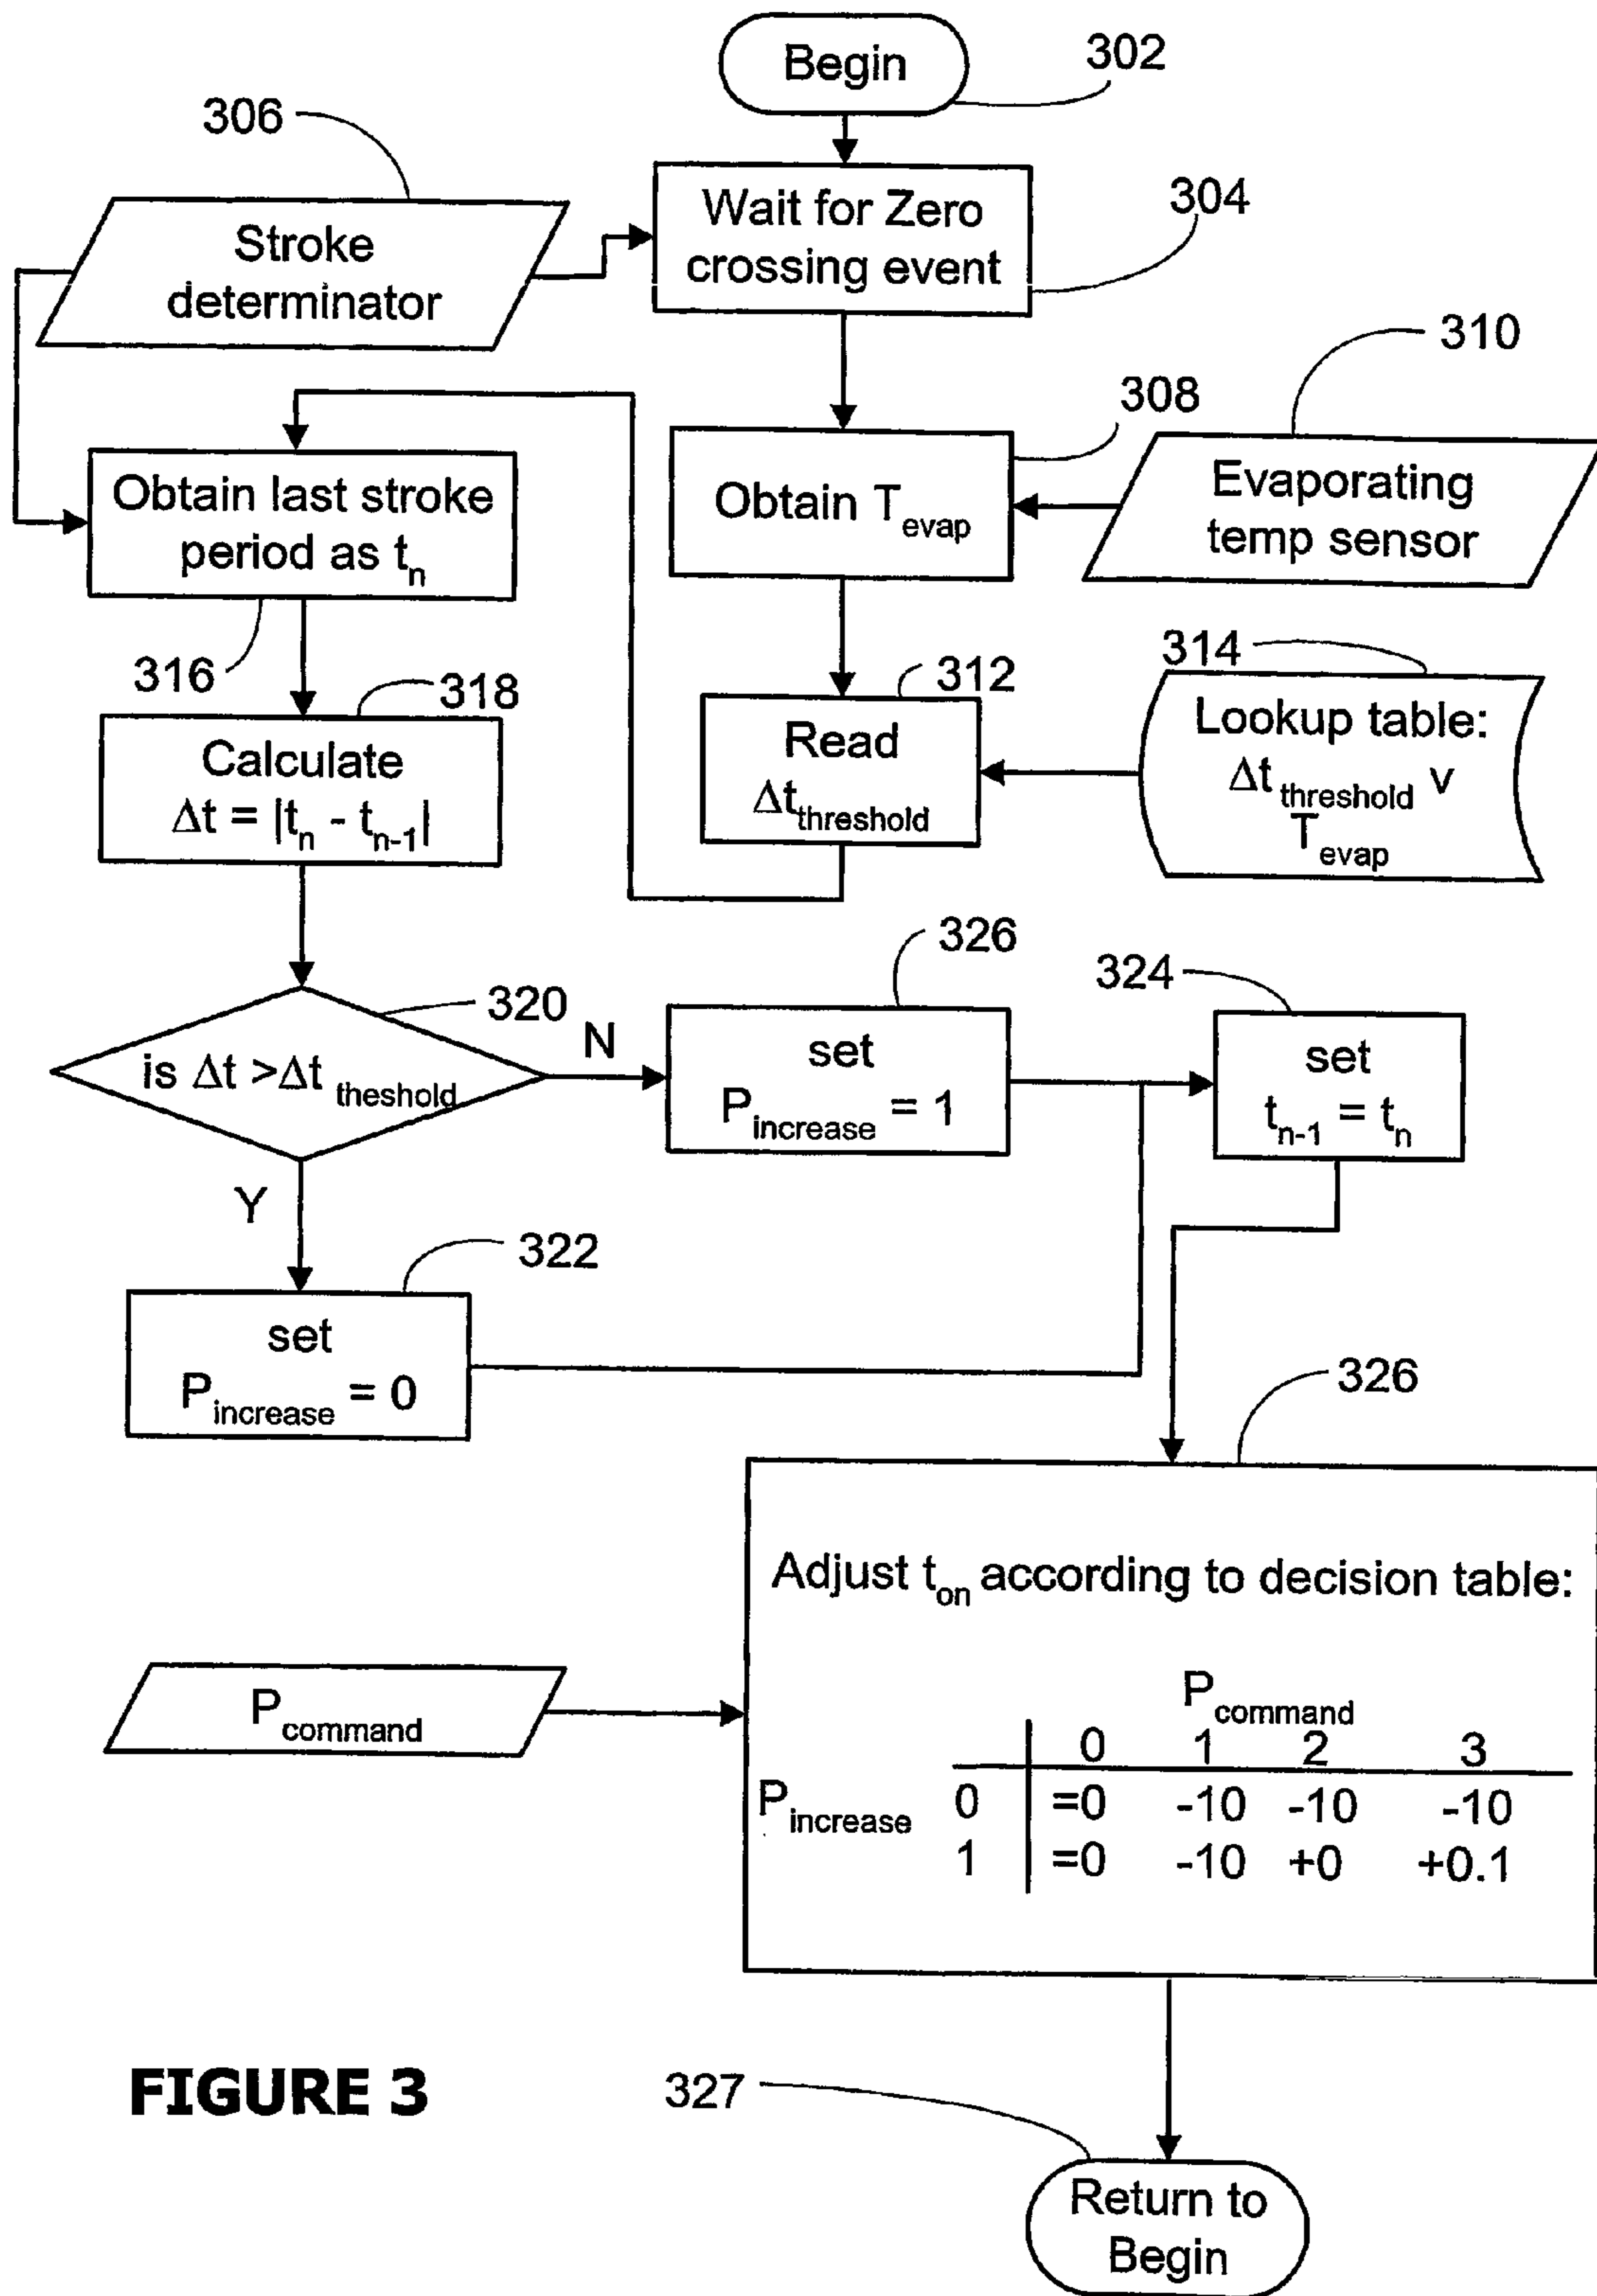 Begin
302
306
Wait for Zero
crossing event
304
Stroke
determinator
310
308
Obtain last stroke
period as tn
Obtain Tevap
Evaporating
temp sensor
316
318
312
314
Calculate
Δt = |tn - tn-1|
Read
Δtthreshold
Lookup table:
Δtthreshold v
Tevap
326
324
320
is Δt >Δt theshold
N
set
Pincrease = 1
set
tn-1 = tn
Y
322
set
Pincrease = 0
326
Adjust ton according to decision table:
Pcommand
Pcommand
0 1 2 3
Pincrease 0 =0 -10 -10 -10
1 =0 -10 +0 +0.1
FIGURE 3
327
Return to
Begin